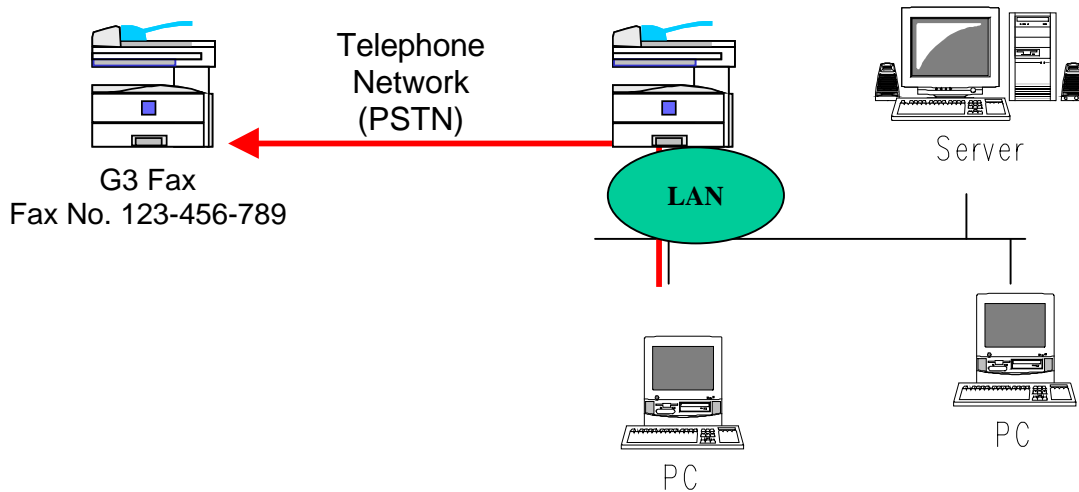 Telephone
Network
(PSTN)
G3 Fax
Fax No. 123-456-789
LAN
Server
PC
PC